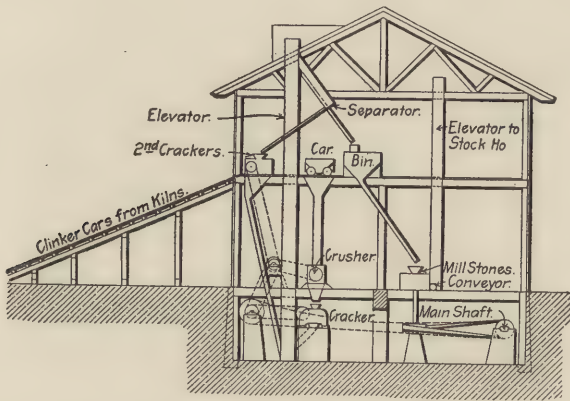 Elevator.
Separator.
Elevator to
Stock Ho
2nd Crackers.
Car.
Bin.
Clinker Cars from Kilns.
Crusher
Mill Stones.
Conveyor.
Cracker
Main Shaft.